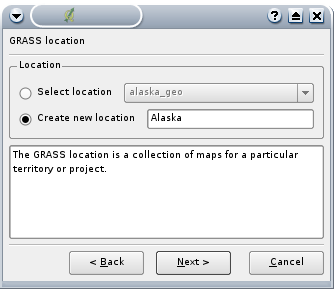 GRASS location
Location
Select location
alaska_geo
Create new location
Alaska
The GRASS location is a collection of maps for a particular
territory or project.
< Back
Next >
Cancel